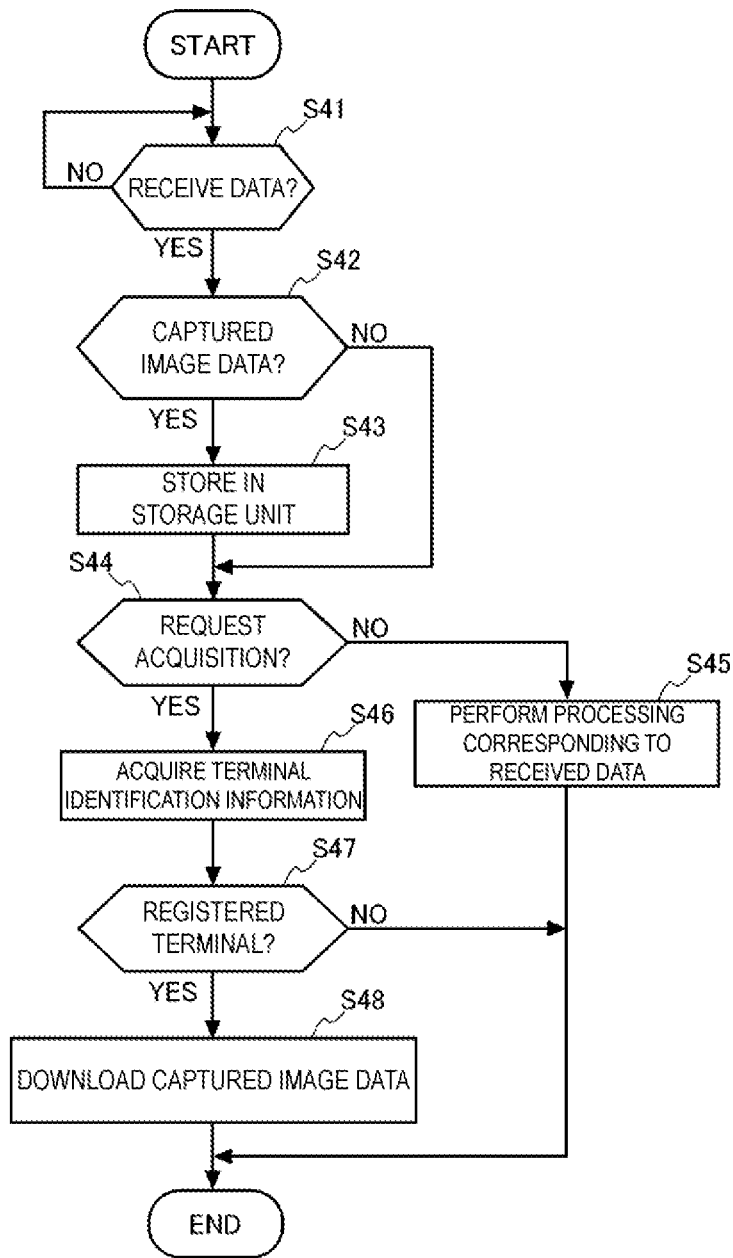 START
S41
NO
RECEIVE DATA?
YES
S42
CAPTURED
IMAGE DATA?
NO
YES
S43
STORE IN
STORAGE UNIT
S44
REQUEST
ACQUISITION?
NO
YES
S45
PERFORM PROCESSING
CORRESPONDING TO
RECEIVED DATA
S46
ACQUIRE TERMINAL
IDENTIFICATION INFORMATION
S47
REGISTERED
TERMINAL?
NO
YES
S48
DOWNLOAD CAPTURED IMAGE DATA
END